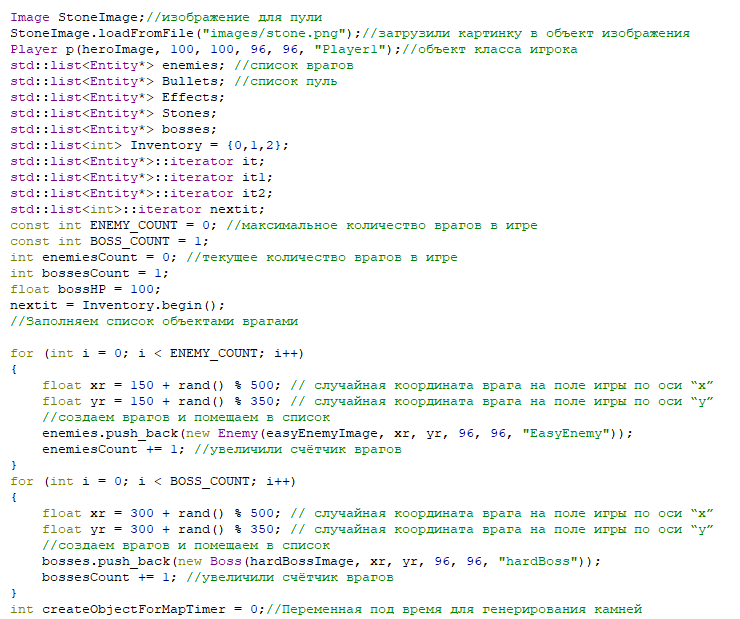 Image StoneImage;//изображение для пули
StoneImage.loadFromFile("images/stone.png");//загрузили картинку в объект изображения
Player p(heroImage, 100, 100, 96, 96, "Player1");//объект класса игрока
std::list<Entity*> enemies; //список врагов
std::list<Entity*> Bullets; //список пуль
std::list<Entity*> Effects;
std::list<Entity*> Stones;
std::list<Entity*> bosses;
std::list<int> Inventory = {0,1,2};
std::list<Entity*>::iterator it;
std::list<Entity*>::iterator it1;
std::list<Entity*>::iterator it2;
std::list<int>::iterator nextit;
const int ENEMY_COUNT = 0; //максимальное количество врагов в игре
const int BOSS_COUNT = 1;
int enemiesCount = 0; //текущее количество врагов в игре
int bossesCount = 1;
float bossHP = 100;
nextit = Inventory.begin();
//Заполняем список объектами врагами
for (int i = 0; i < ENEMY_COUNT; i++)
{
float xr = 150 + rand() % 500; // случайная координата врага на поле игры по оси “x”
float yr = 150 + rand() % 350; // случайная координата врага на поле игры по оси “y”
//создаем врагов и помещаем в список
enemies.push_back(new Enemy(easyEnemyImage, xr, yr, 96, 96, "EasyEnemy"));
enemiesCount += 1; //увеличили счётчик врагов
}
for (int i = 0; i < BOSS_COUNT; i++)
{
float xr = 300 + rand() % 500; // случайная координата врага на поле игры по оси “x”
float yr = 300 + rand() % 350; // случайная координата врага на поле игры по оси “y”
//создаем врагов и помещаем в список
bosses.push_back(new Boss(hardBossImage, xr, yr, 96, 96, "hardBoss"));
bossesCount += 1; //увеличили счётчик врагов
}
int createObjectForMapTimer = 0;//Переменная под время для генерирования камней